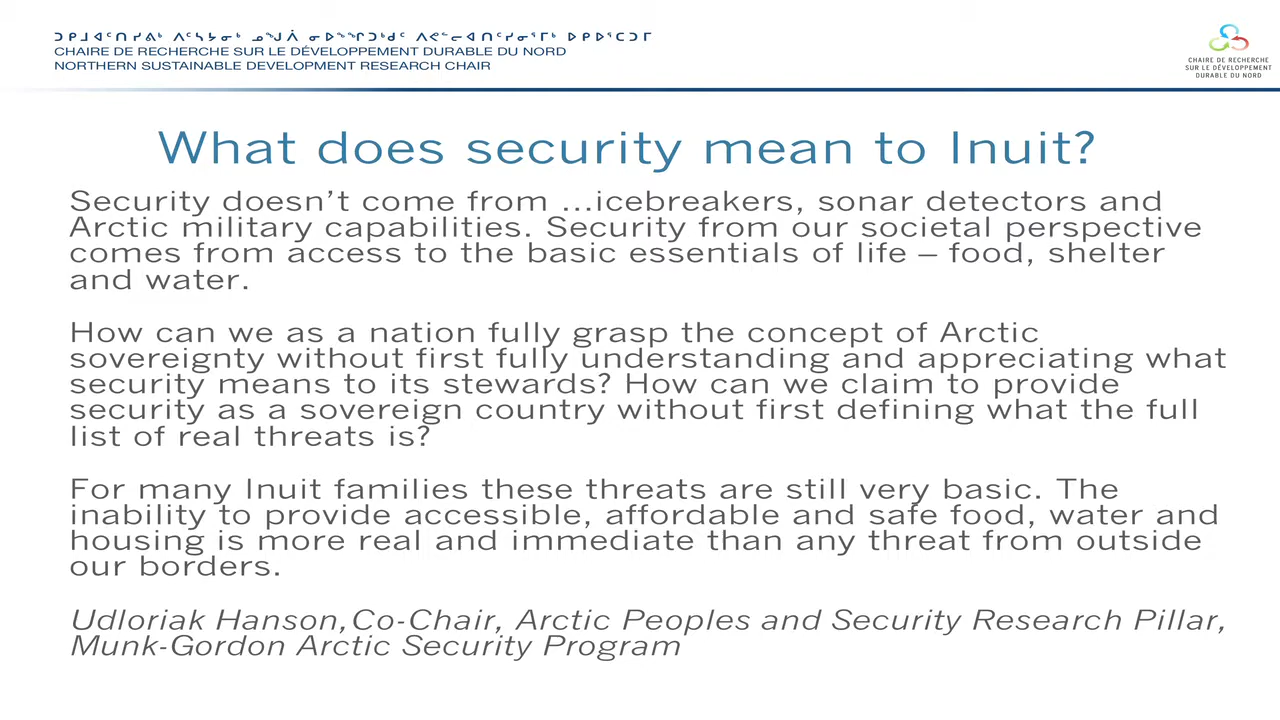 CHAIRE DE RECHERCHE SUR LE DÉVELOPPEMENT DURABLE DU NORD
NORTHERN SUSTAINABLE DEVELOPMENT RESEARCH CHAIR
CHAIRE DE RECHERCHE
SUR LE DÉVELOPPEMENT
DURABLE DU NORD
What does security mean to Inuit?
Security doesn’t come from ...icebreakers, sonar detectors and
Arctic military capabilities. Security from our societal perspective
comes from access to the basic essentials of life – food, shelter
and water.
How can we as a nation fully grasp the concept of Arctic
sovereignty without first fully understanding and appreciating what
security means to its stewards? How can we claim to provide
security as a sovereign country without first defining what the full
list of real threats is?
For many Inuit families these threats are still very basic. The
inability to provide accessible, affordable and safe food, water and
housing is more real and immediate than any threat from outside
our borders.
Udloriak Hanson,Co-Chair, Arctic Peoples and Security Research Pillar,
Munk-Gordon Arctic Security Program